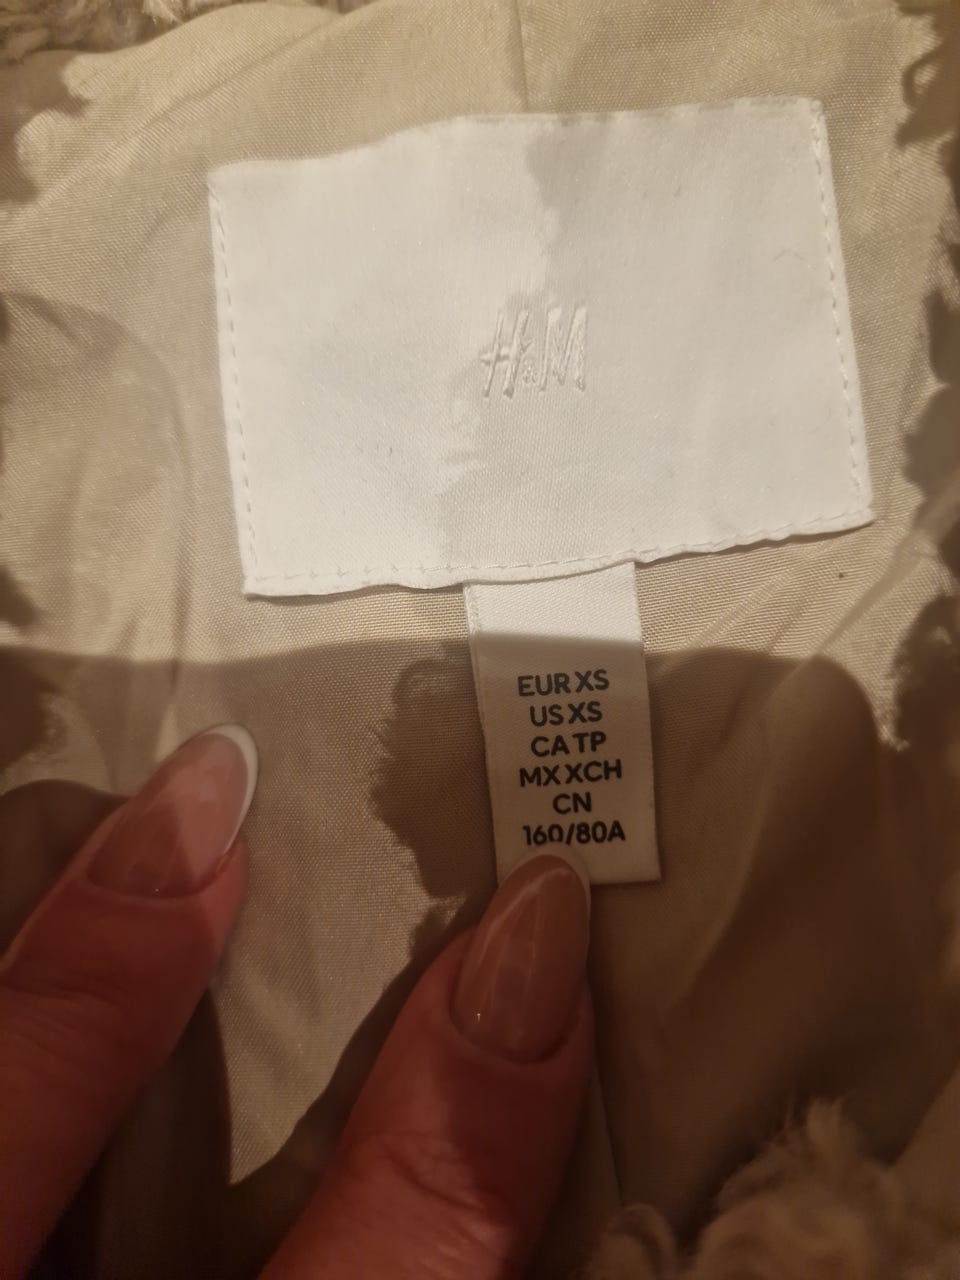 H&M
EUR XS
US XS
CA TP
MX XCH
CN
160/80A